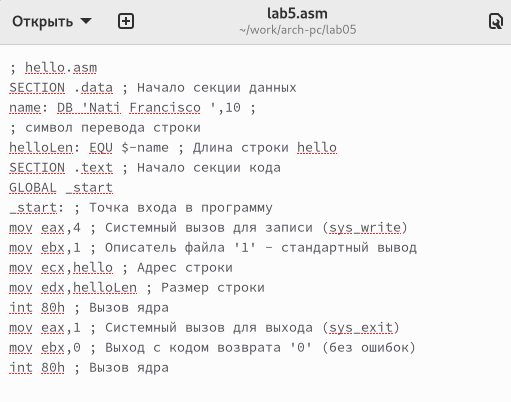 Открыть
lab5.asm
~/work/arch-pc/lab05
; hello.asm
SECTION .data ; Начало секции данных
name: DB 'Nati Francisco ',10 ;
; символ перевода строки
helloLen: EQU $-name ; Длина строки hello
SECTION .text ; Начало секции кода
GLOBAL _start
_start: ; Точка входа в программу
mov eax,4 ; Системный вызов для записи (sys_write)
mov ebx,1 ; Описатель файла '1' - стандартный вывод
mov ecx,hello ; Адрес строки
mov edx,helloLen ; Размер строки
int 80h ; Вызов ядра
mov eax,1 ; Системный вызов для выхода (sys_exit)
mov ebx,0 ; Выход с кодом возврата '0' (без ошибок)
int 80h ; Вызов ядра